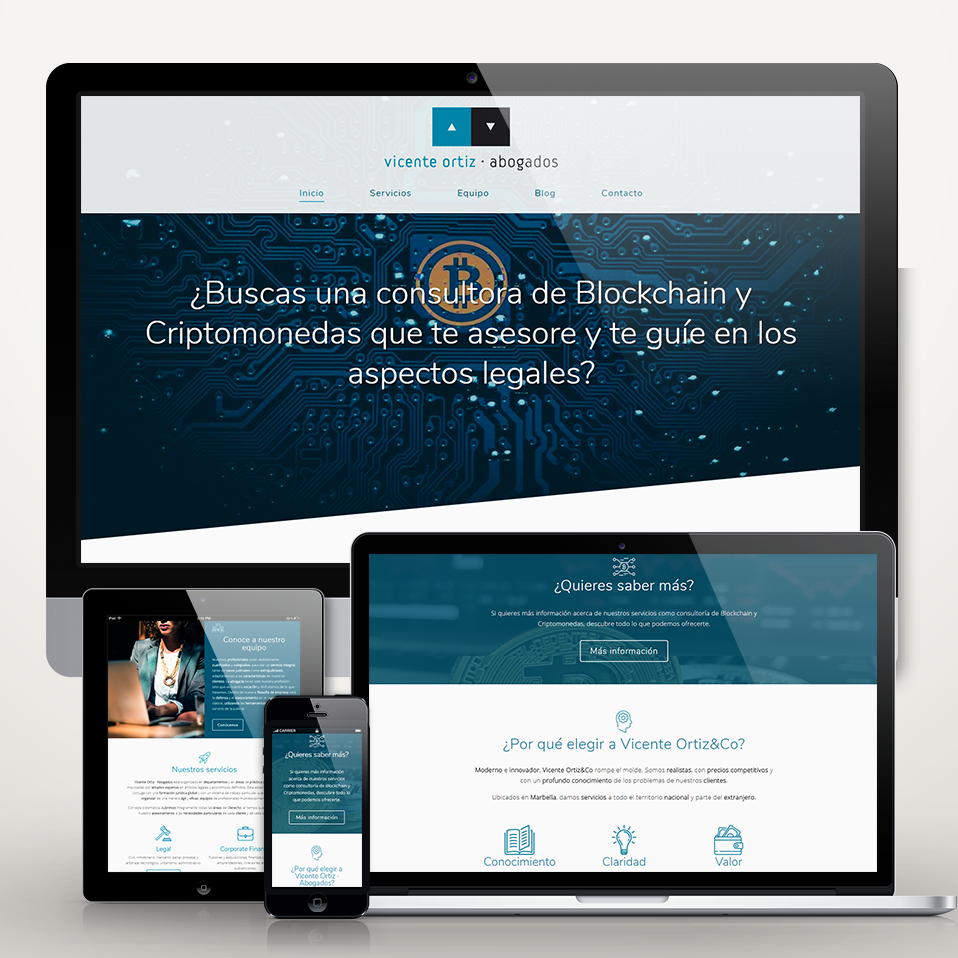 vicente ortiz · abogados
Inicio Servicios Equipo Blog Contacto
¿Buscas una consultora de Blockchain y
Criptomonedas que te asesore y te guíe en los
aspectos legales?
¿Quieres saber más?
Si quieres más información acerca de nuestros servicios como consultoría de Blockchain y
Criptomonedas, descubre todo lo que podemos ofrecerte.
Más información
¿Por qué elegir a Vicente Ortiz&Co?
Moderno e innovador, Vicente Ortiz&Co rompe el molde. Somos realistas, con precios competitivos y
con un profundo conocimiento de los problemas de nuestros clientes.
Ubicados en Marbella, damos servicios a todo el territorio nacional y parte del extranjero.
Conocimiento Claridad Valor
iPad
Conoce a nuestro
equipo
Conócenos
Nuestros servicios
Legal Corporate Finan
CARRIER
¿Quieres saber más?
Si quieres más información
acerca de nuestros servicios
como consultoría de Blockchain y
Criptomonedas, descubre todo lo
que podemos ofrecerte.
Más información
¿Por qué elegir a
Vicente Ortiz ·
Abogados?